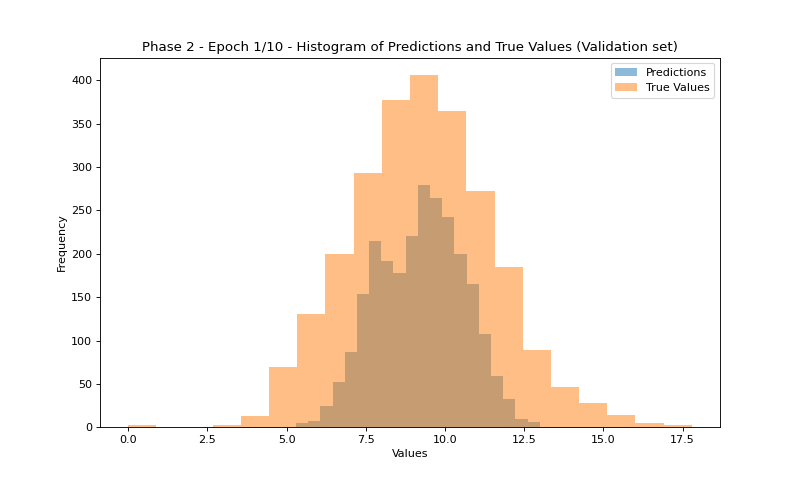 Phase 2 - Epoch 1/10 - Histogram of Predictions and True Values (Validation set)
Predictions
True Values
Frequency
400
350
300
250
200
150
100
50
0
0.0 2.5 5.0 7.5 10.0 12.5 15.0 17.5
Values